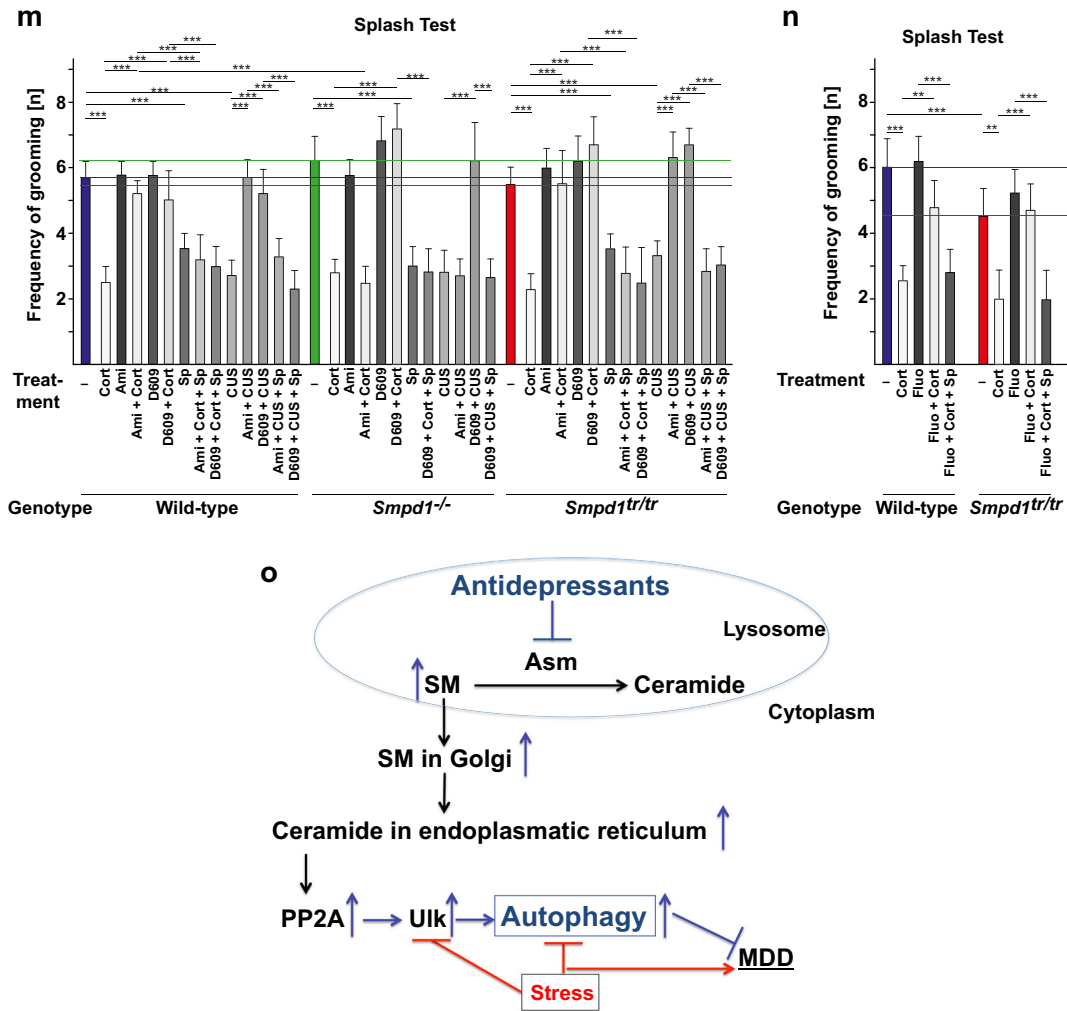 m
Splash Test
***
Frequency of grooming [n]
8
6
4
2
Treat-
ment
–
Cort
Ami
Ami + Cort
D609
D609 + Cort
Sp
Ami + Cort + Sp
D609 + Cort + Sp
CUS
Ami + CUS
D609 + CUS
Ami + CUS + Sp
D609 + CUS + Sp
–
Cort
Ami
Ami + Cort
D609
D609 + Cort
Sp
D609 + Cort + Sp
CUS
Ami + CUS
D609 + CUS
D609 + CUS + Sp
–
Cort
Ami
Ami + Cort
D609
D609 + Cort
Sp
Ami + Cort + Sp
D609 + Cort + Sp
CUS
Ami + CUS
D609 + CUS
Ami + CUS + Sp
D609 + CUS + Sp
Genotype
Wild-type
Smpd1-/-
Smpd1tr/tr
n
Splash Test
***
**
Frequency of grooming [n]
8
6
4
2
Treatment
–
Cort
Fluo
Fluo + Cort
Fluo + Cort + Sp
–
Cort
Fluo
Fluo + Cort
Fluo + Cort + Sp
Genotype
Wild-type
Smpd1tr/tr
o
Antidepressants
Lysosome
Asm
SM
Ceramide
Cytoplasm
SM in Golgi
Ceramide in endoplasmatic reticulum
PP2A
Ulk
Autophagy
MDD
Stress